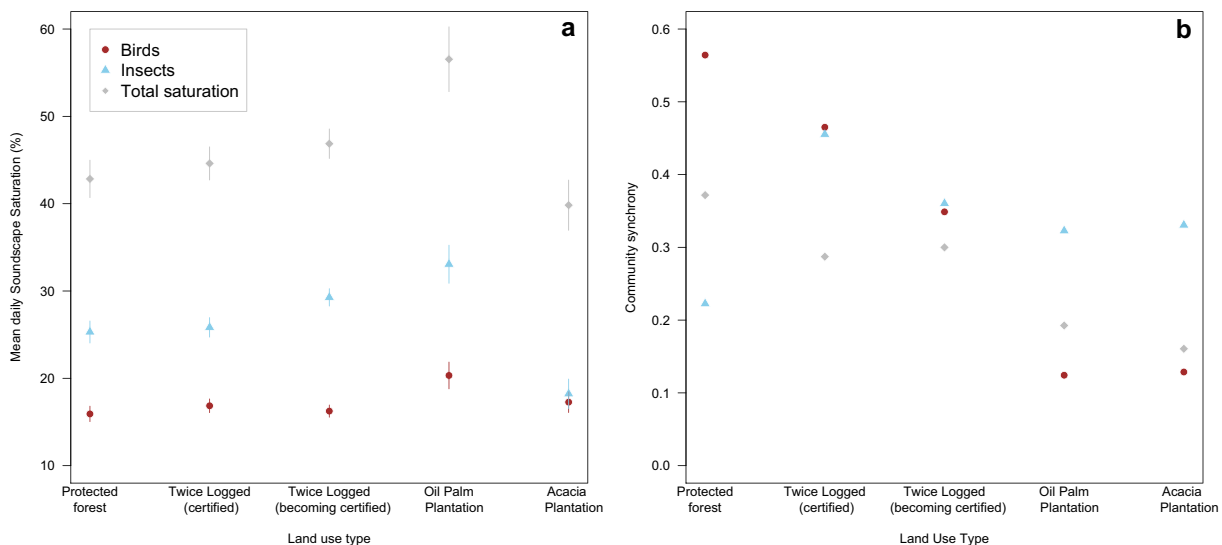 a
Birds
Insects
Total saturation
Mean daily Soundscape Saturation (%)
60
50
40
30
20
10
Protected forest
Twice Logged (certified)
Twice Logged (becoming certified)
Oil Palm Plantation
Acacia Plantation
Land use type
b
Community synchrony
0.6
0.5
0.4
0.3
0.2
0.1
0.0
Protected forest
Twice Logged (certified)
Twice Logged (becoming certified)
Oil Palm Plantation
Acacia Plantation
Land Use Type